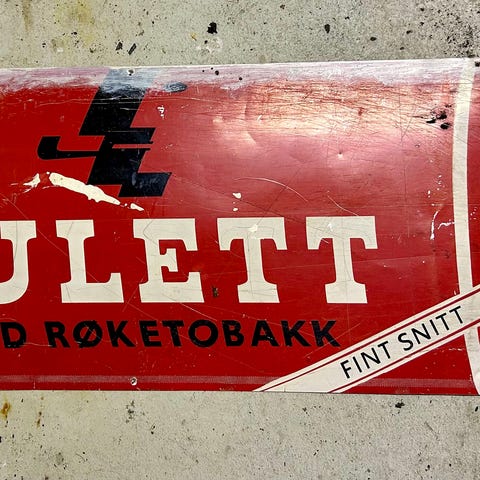 ULETT
D RØKETOBAKK
FINT SNITT